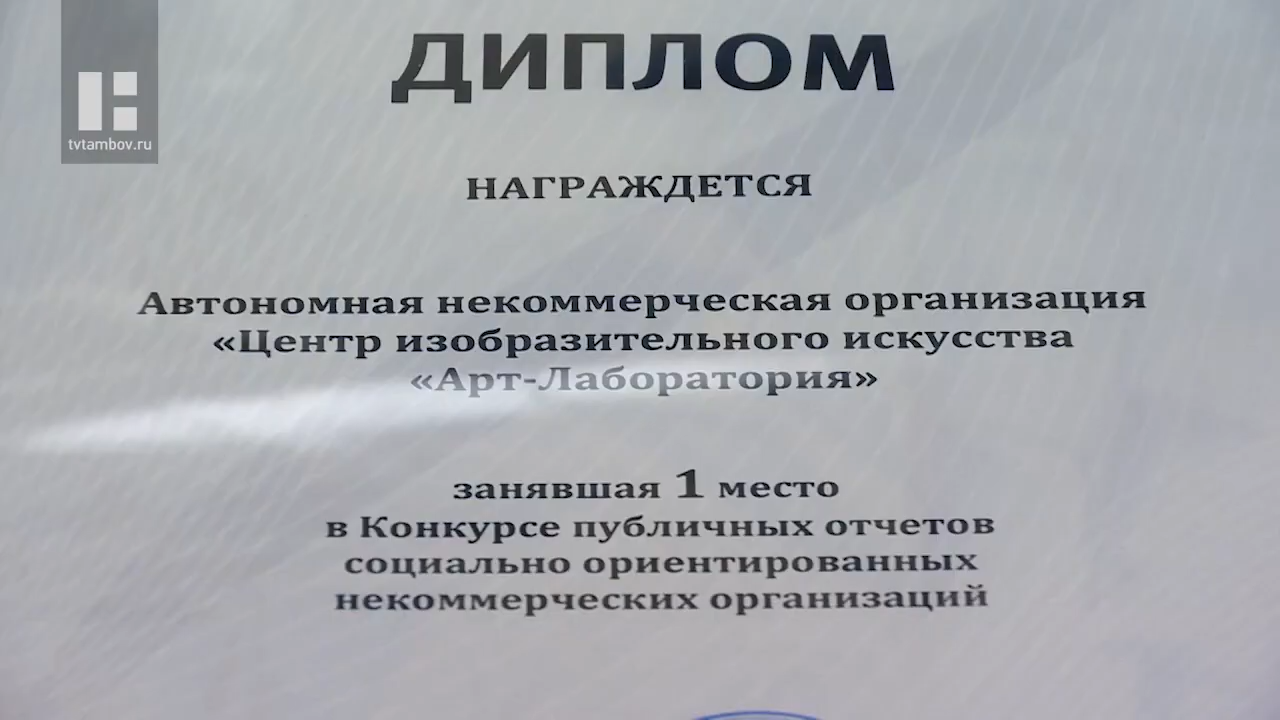 ДИПЛОМ
tvtambov.ru
НАГРАЖДЕТСЯ
Автономная некоммерческая организация
«Центр изобразительного искусства
«Арт-Лаборатория»
занявшая 1 место
в Конкурсе публичных отчетов
социально ориентированных
некоммерческих организаций